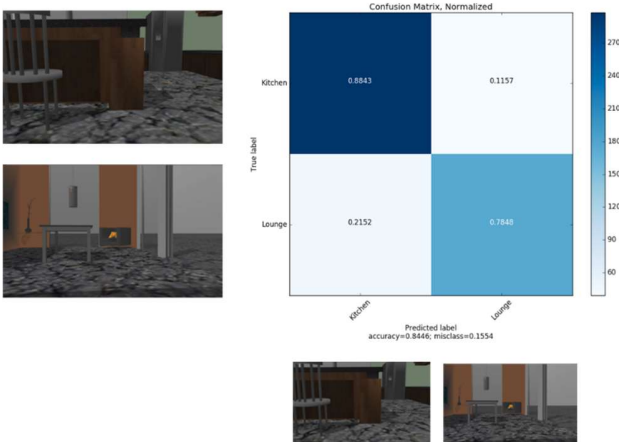 Confusion Matrix, Normalized
Kitchen
0.8843
0.1157
True label
Lounge
0.2152
0.7848
270
240
210
180
150
120
90
60
Kitchen
Lounge
Predicted label
accuracy=0.8446; misclass=0.1554